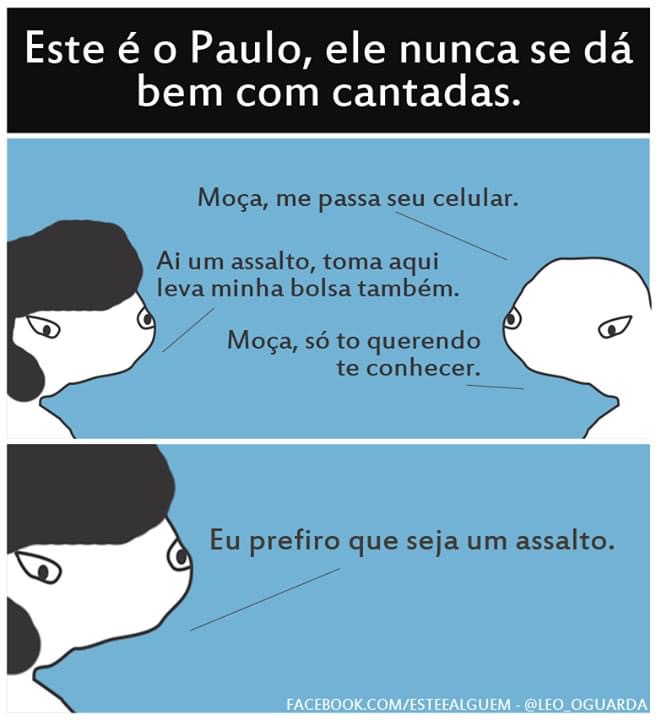 Este é o Paulo, ele nunca se dá
bem com cantadas.
Moça, me passa seu celular.
Ai um assalto, toma aqui
leva minha bolsa também.
Moça, só to querendo
te conhecer.
Eu prefiro que seja um assalto.
FACEBOOK.COM/ESTEEALGUEM - @LEO_OGUARDA